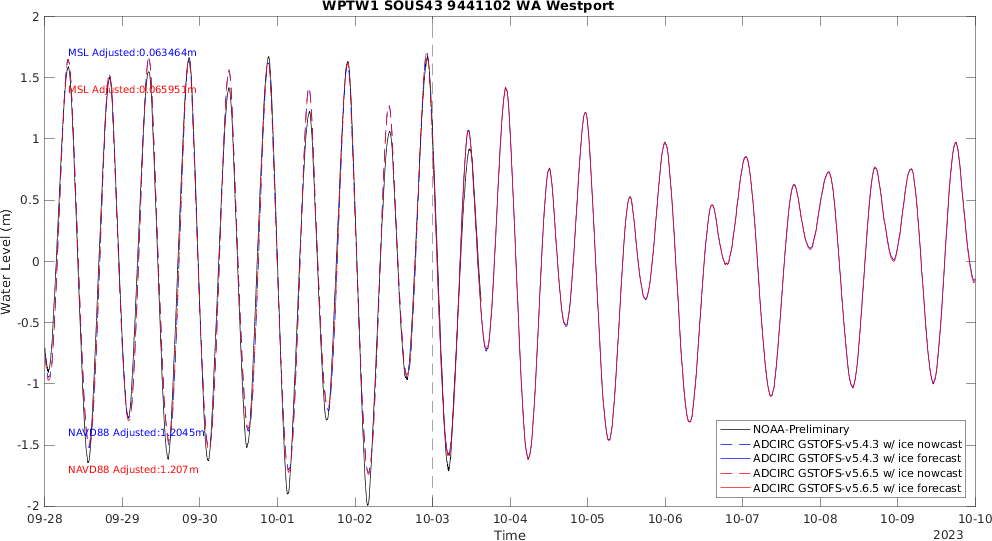 WPTW1 SOUS43 9441102 WA Westport
2
1.5
1
0.5
0
-0.5
-1
-1.5
-2
Water Level (m)
MSL Adjusted:0.063464m
MSL Adjusted:0.065951m
NAVD88 Adjusted:1.2045m
NAVD88 Adjusted:1.207m
NOAA-Preliminary
ADCIRC GSTOFS-v5.4.3 w/ ice nowcast
ADCIRC GSTOFS-v5.4.3 w/ ice forecast
ADCIRC GSTOFS-v5.6.5 w/ ice nowcast
ADCIRC GSTOFS-v5.6.5 w/ ice forecast
09-28 09-29 09-30 10-01 10-02 10-03 10-04 10-05 10-06 10-07 10-08 10-09 10-10
Time
2023